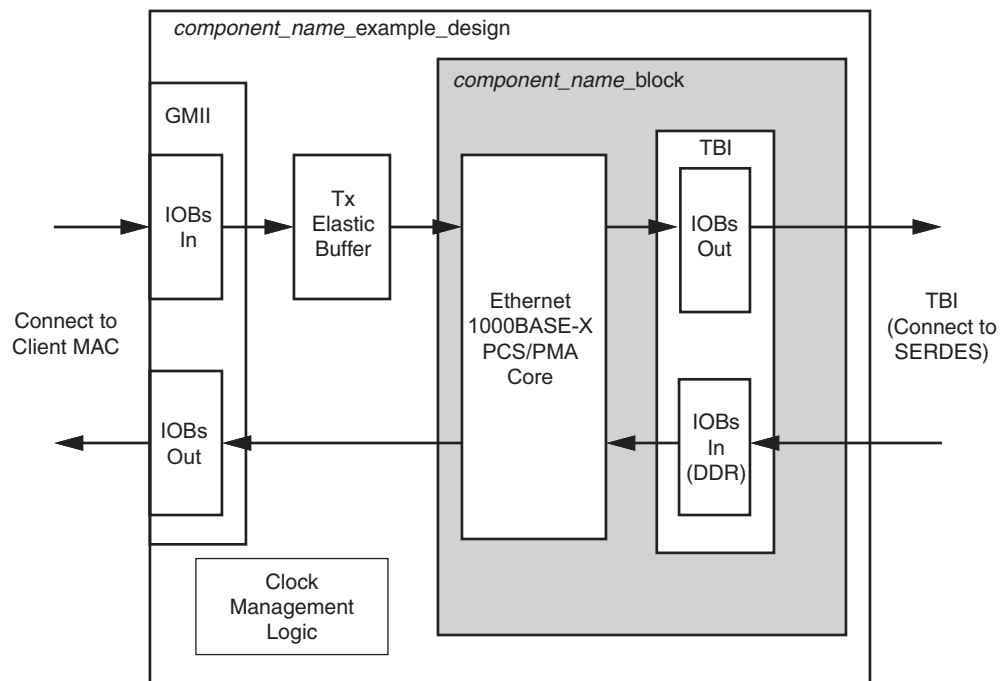 component_name_example_design
component_name_block
GMII
TBI
IOBs
In
Tx
Elastic
Buffer
IOBs
Out
Connect to
Client MAC
Ethernet
1000BASE-X
PCS/PMA
Core
TBI
(Connect to
SERDES)
IOBs
Out
IOBs
In
(DDR)
Clock
Management
Logic